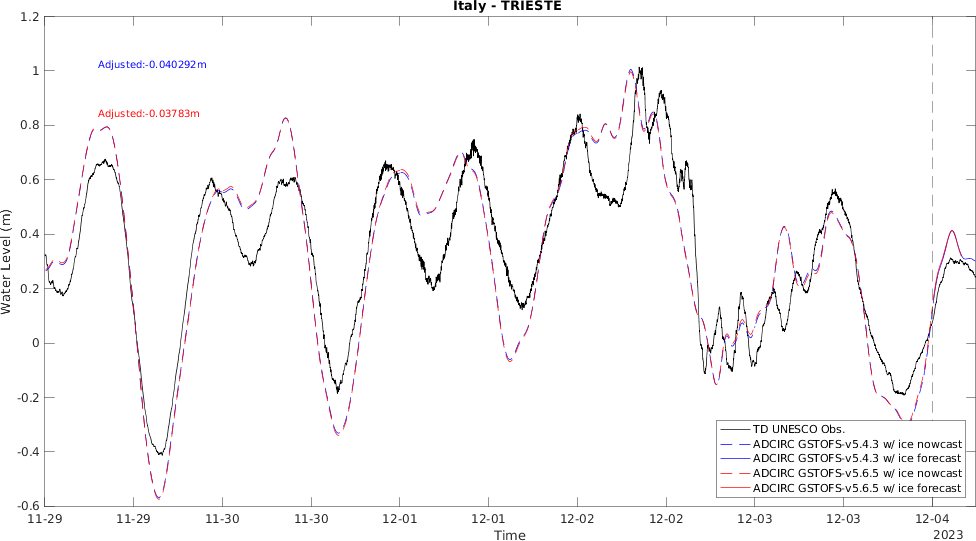 Italy - TRIESTE
1.2
1
0.8
0.6
0.4
0.2
0
-0.2
-0.4
-0.6
Water Level (m)
Adjusted:-0.040292m
Adjusted:-0.03783m
TD UNESCO Obs.
ADCIRC GSTOFS-v5.4.3 w/ ice nowcast
ADCIRC GSTOFS-v5.4.3 w/ ice forecast
ADCIRC GSTOFS-v5.6.5 w/ ice nowcast
ADCIRC GSTOFS-v5.6.5 w/ ice forecast
11-29 11-29 11-30 11-30 12-01 12-01 12-02 12-02 12-03 12-03 12-04
2023
Time